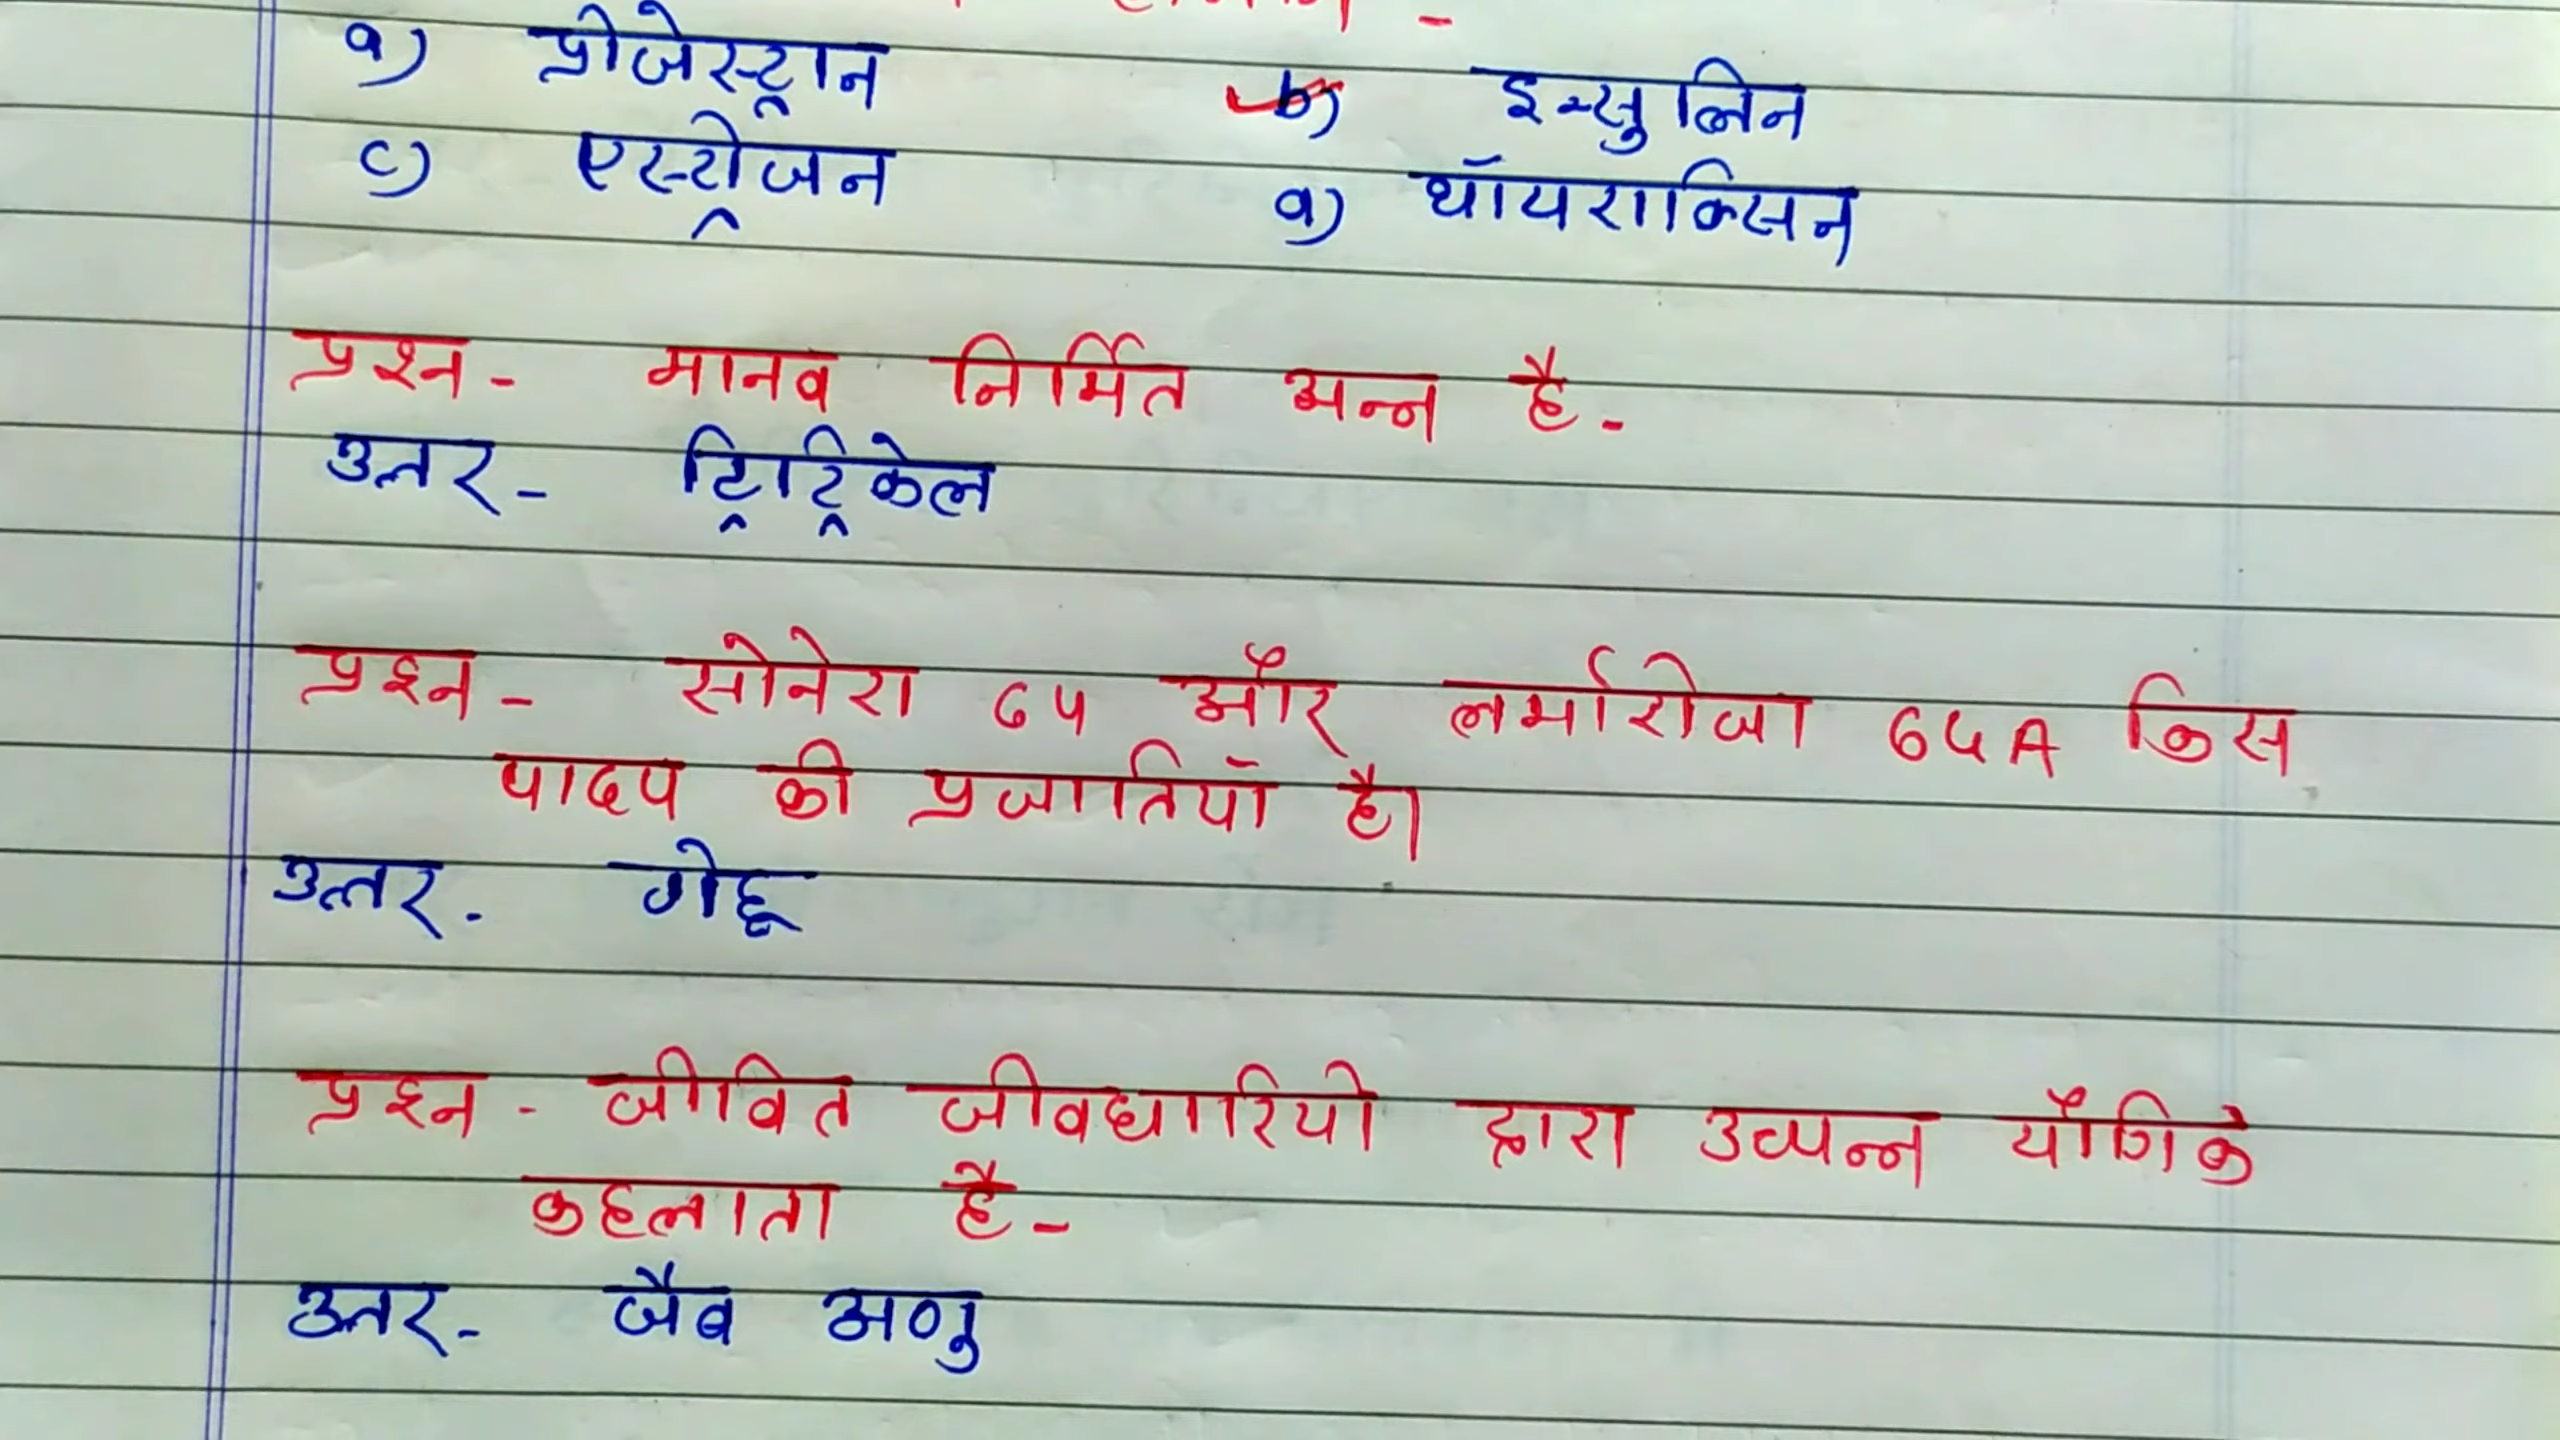 a) प्रोजेस्ट्रान
b) इन्सुलिन
c) एस्ट्रोजन
a) थॉयराक्सिन
प्रश्न - मानव निर्मित अन्न है -
उत्तर - ट्रिट्रिकेल
प्रश्न - सोनेरा 64 और लर्मारोजा 64A किस
पादप की प्रजातियाँ है।
उत्तर - गेहू
प्रश्न - जीवित जीवधारियो द्वारा उत्पन्न यौगिक
कहलाता है -
उत्तर - जैव अणु